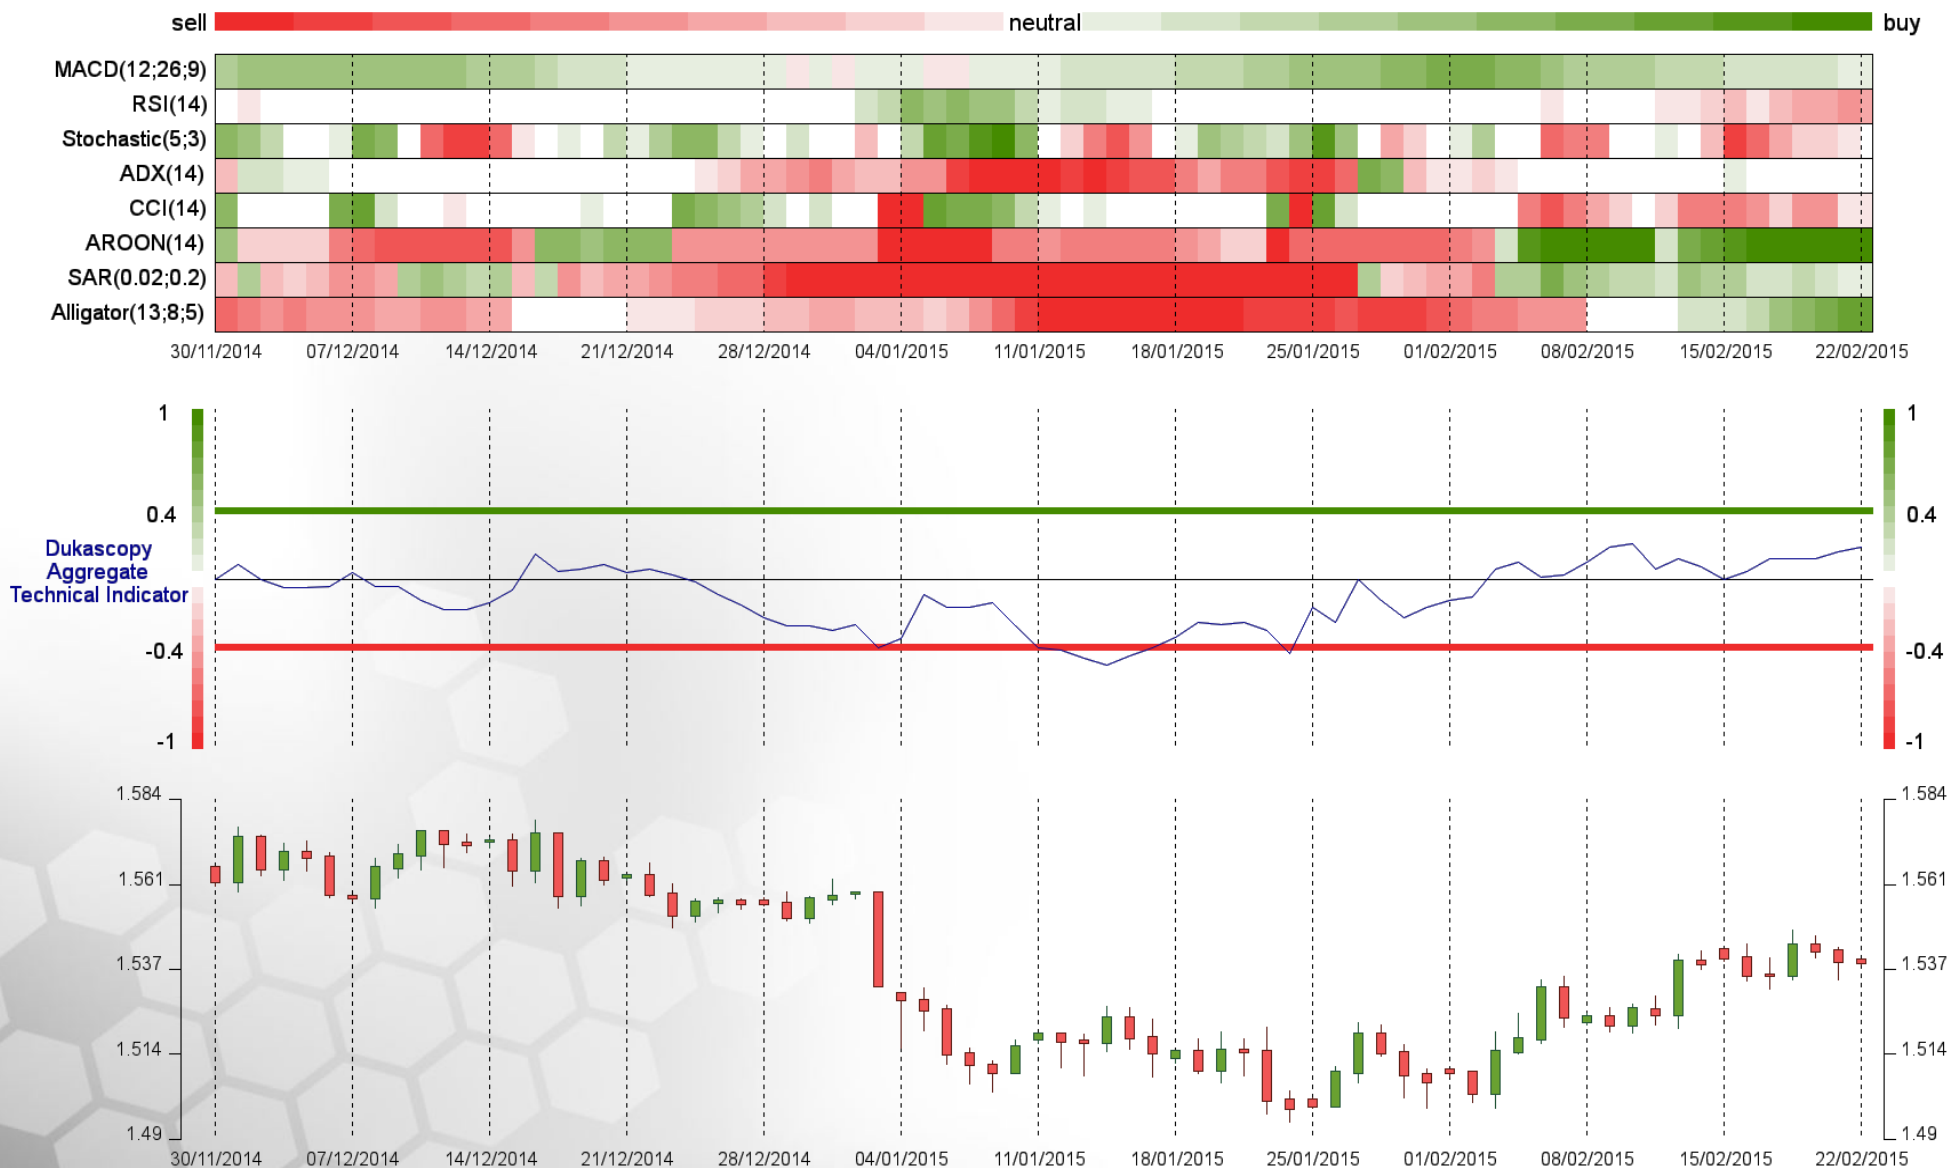 sell neutral buy
MACD(12;26;9)
RSI(14)
Stochastic(5;3)
ADX(14)
CCI(14)
AROON(14)
SAR(0.02;0.2)
Alligator(13;8;5)
30/11/2014 07/12/2014 14/12/2014 21/12/2014 28/12/2014 04/01/2015 11/01/2015 18/01/2015 25/01/2015 01/02/2015 08/02/2015 15/02/2015 22/02/2015
1 1
0.4 0.4
Dukascopy
Aggregate
Technical Indicator
-0.4 -0.4
-1 -1
1.584 1.584
1.561 1.561
1.537 1.537
1.514 1.514
1.49 1.49
30/11/2014 07/12/2014 14/12/2014 21/12/2014 28/12/2014 04/01/2015 11/01/2015 18/01/2015 25/01/2015 01/02/2015 08/02/2015 15/02/2015 22/02/2015